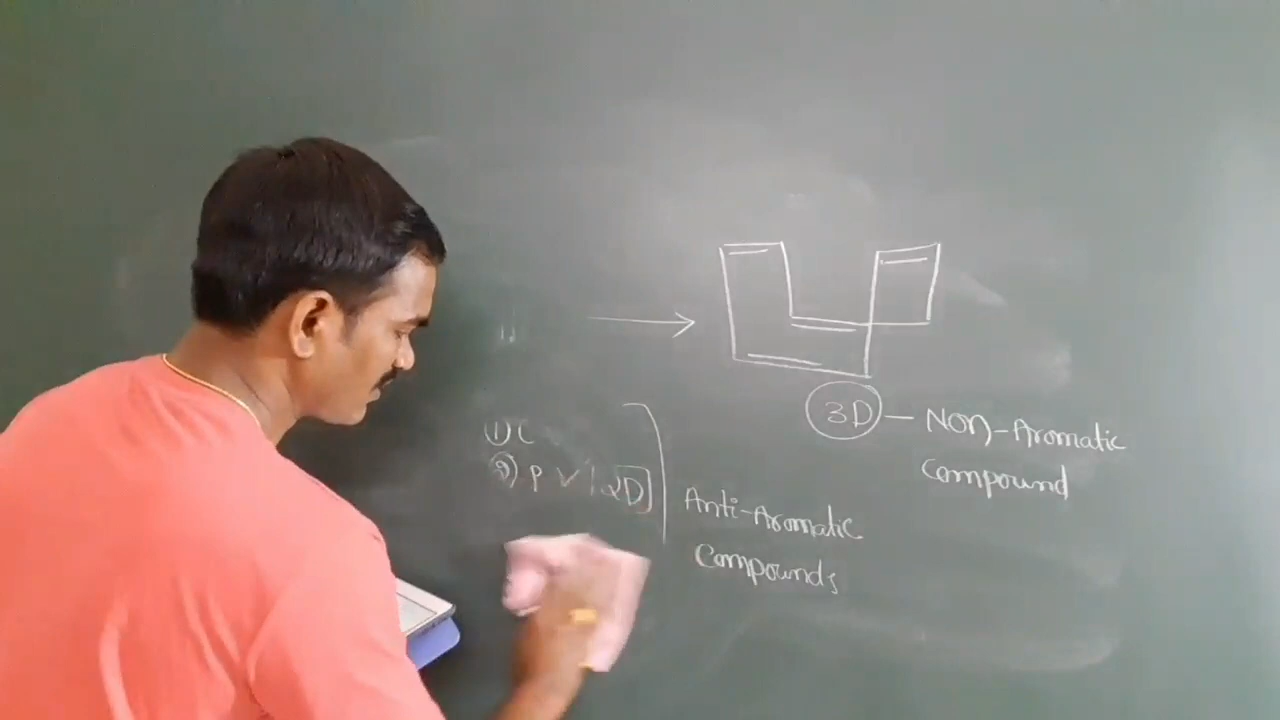 3D — Non-Aromatic
Compound
① C
② P ✓ 2D
Anti-Aromatic
Compounds